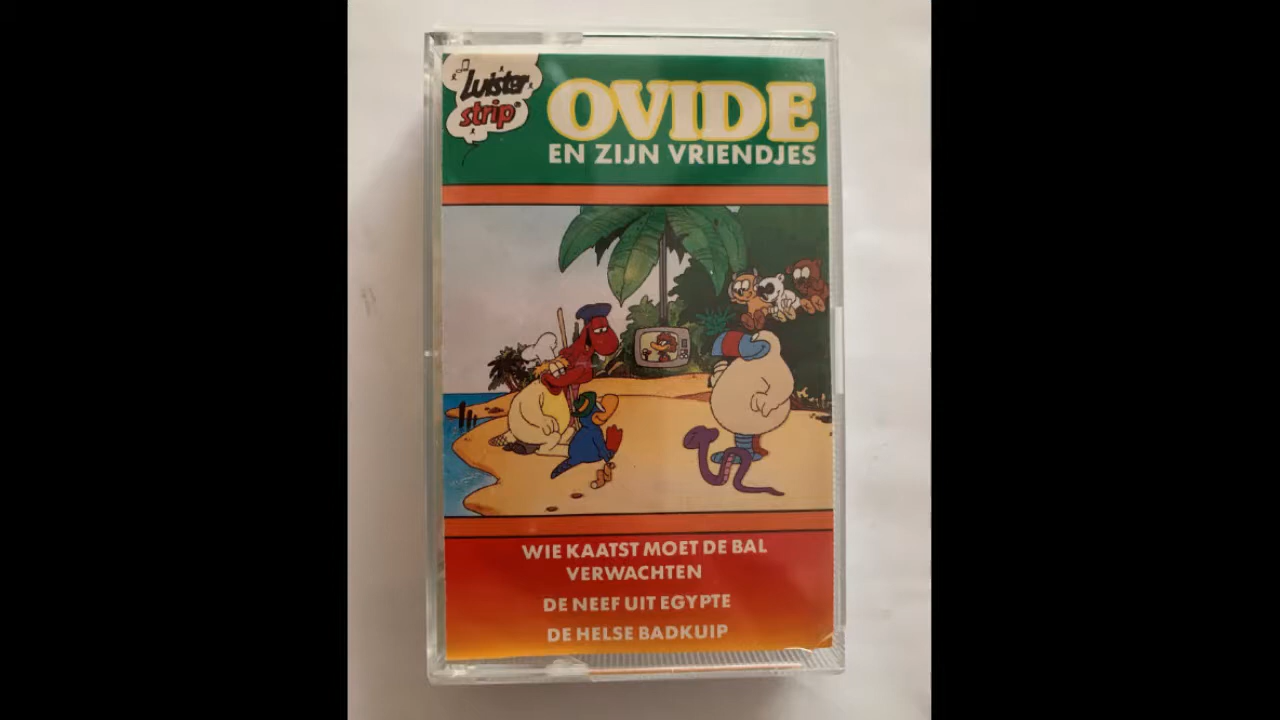 Luister
strip®
OVIDE
EN ZIJN VRIENDJES
WIE KAATST MOET DE BAL
VERWACHTEN
DE NEEF UIT EGYPTE
DE HELSE BADKUIP